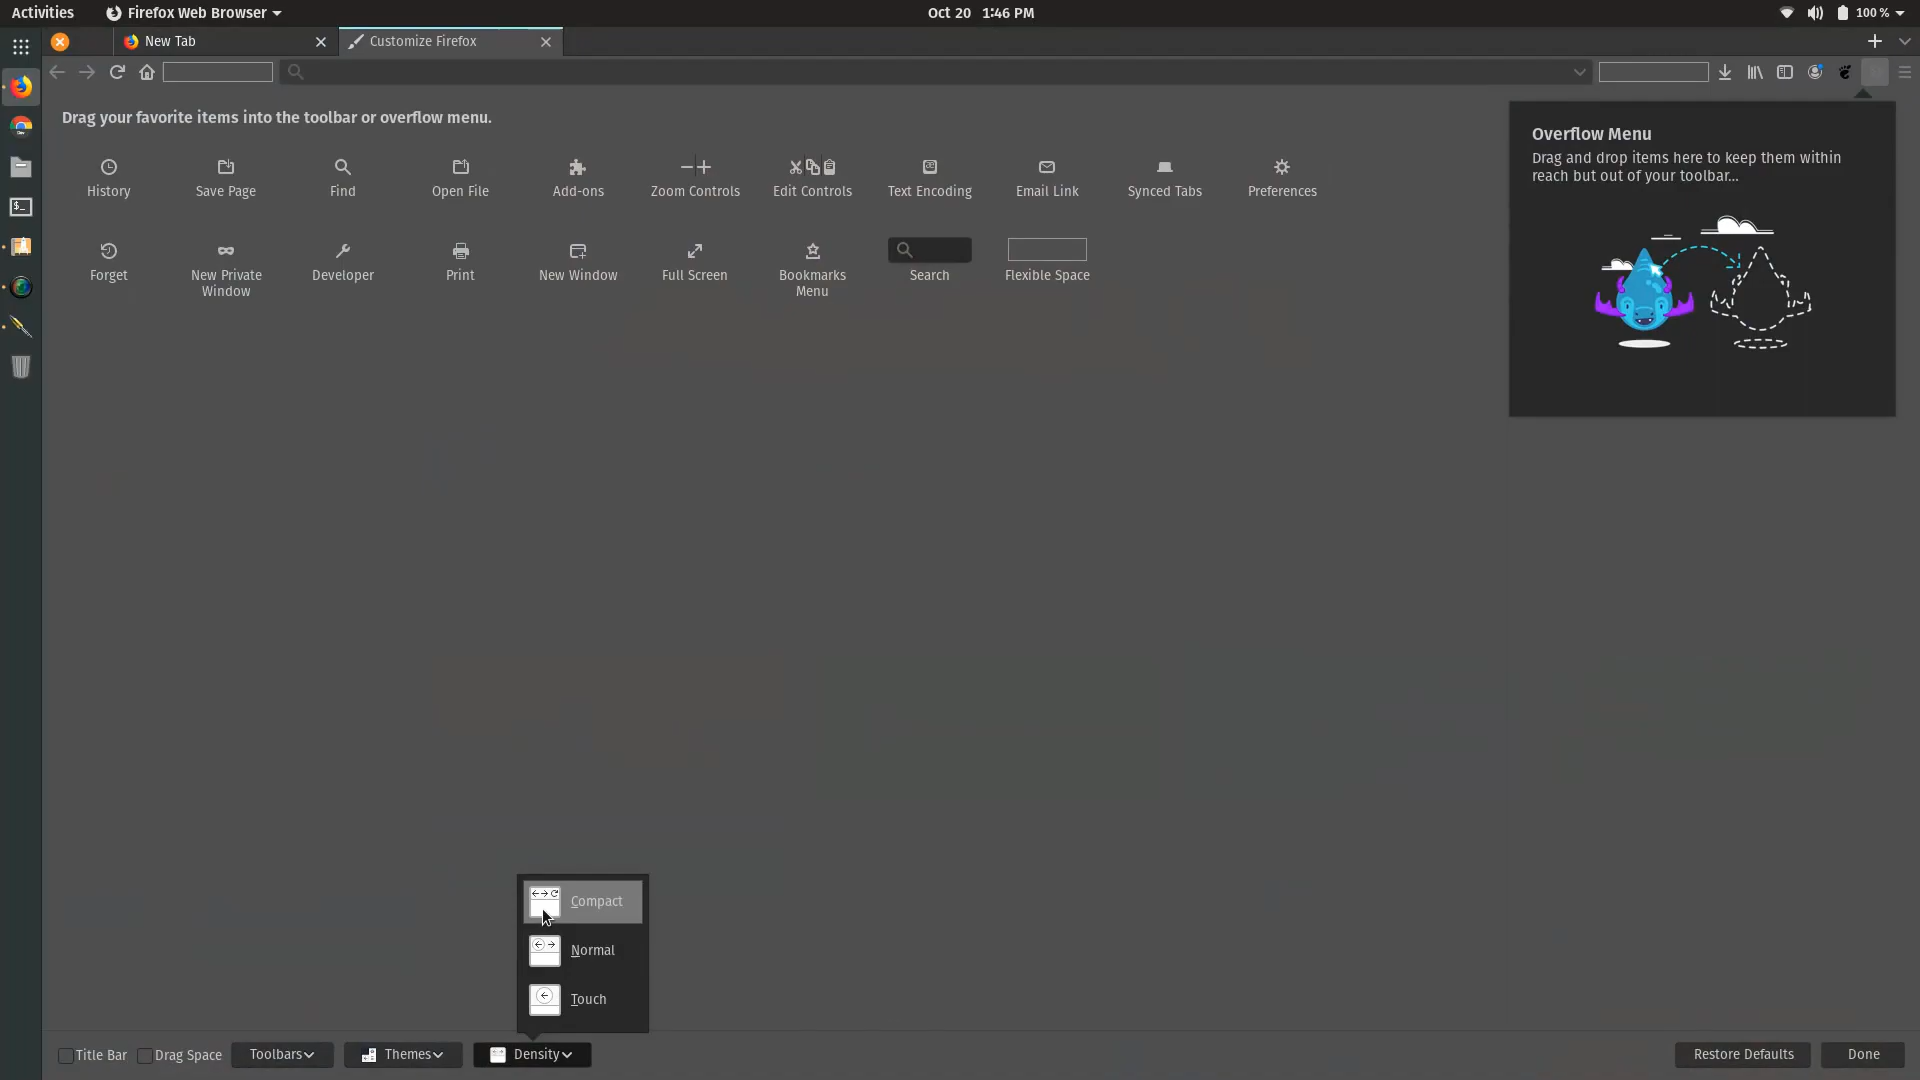 Activities
Firefox Web Browser
Oct 20 1:46 PM
100 %
New Tab
Customize Firefox
Drag your favorite items into the toolbar or overflow menu.
History
Save Page
Find
Open File
Add-ons
Zoom Controls
Edit Controls
Text Encoding
Email Link
Synced Tabs
Preferences
Forget
New Private
Window
Developer
Print
New Window
Full Screen
Bookmarks
Menu
Search
Flexible Space
Overflow Menu
Drag and drop items here to keep them within
reach but out of your toolbar...
Compact
Normal
Touch
Title Bar
Drag Space
Toolbars
Themes
Density
Restore Defaults
Done